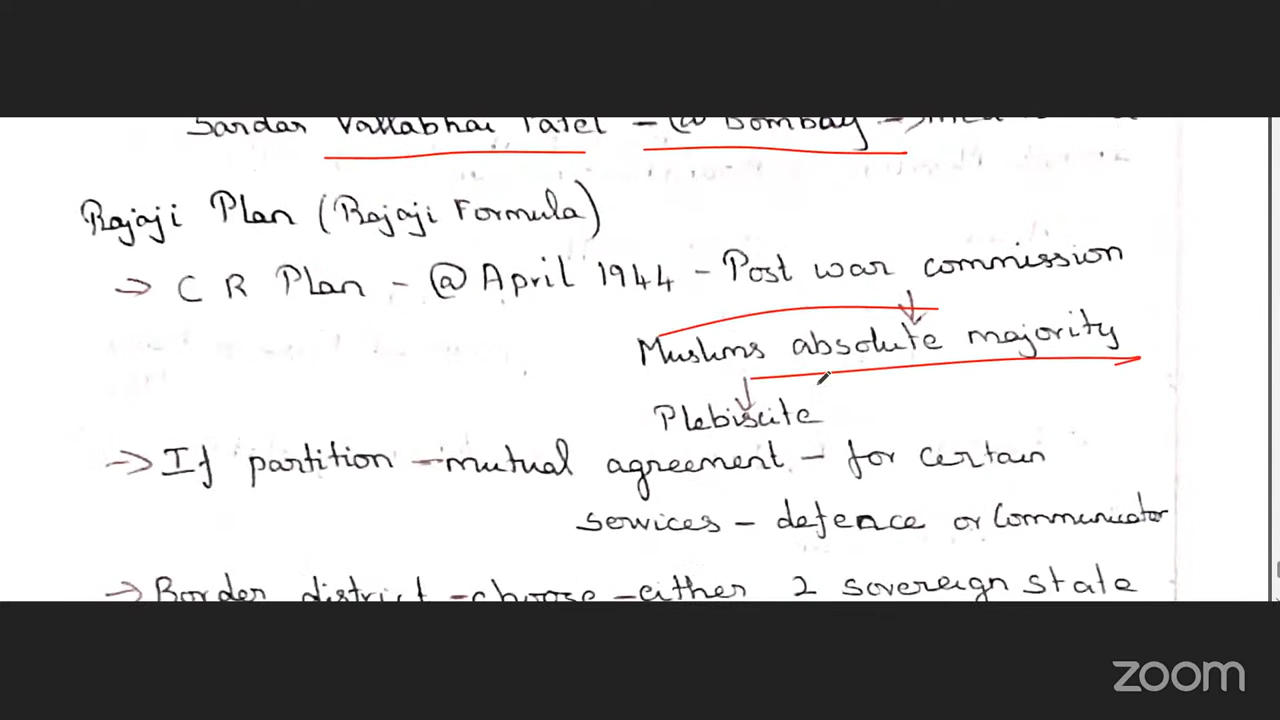 Sardar Vallabhai Patel - @ Bombay -
Rajaji Plan (Rajaji Formula)
→ C R Plan - @ April 1944 - Post war commission
↓
Muslims absolute majority
↓
Plebiscite
→ If partition - mutual agreement - for certain
services - defence or Communicator
→ Border district - choose - either 2 sovereign state
zoom